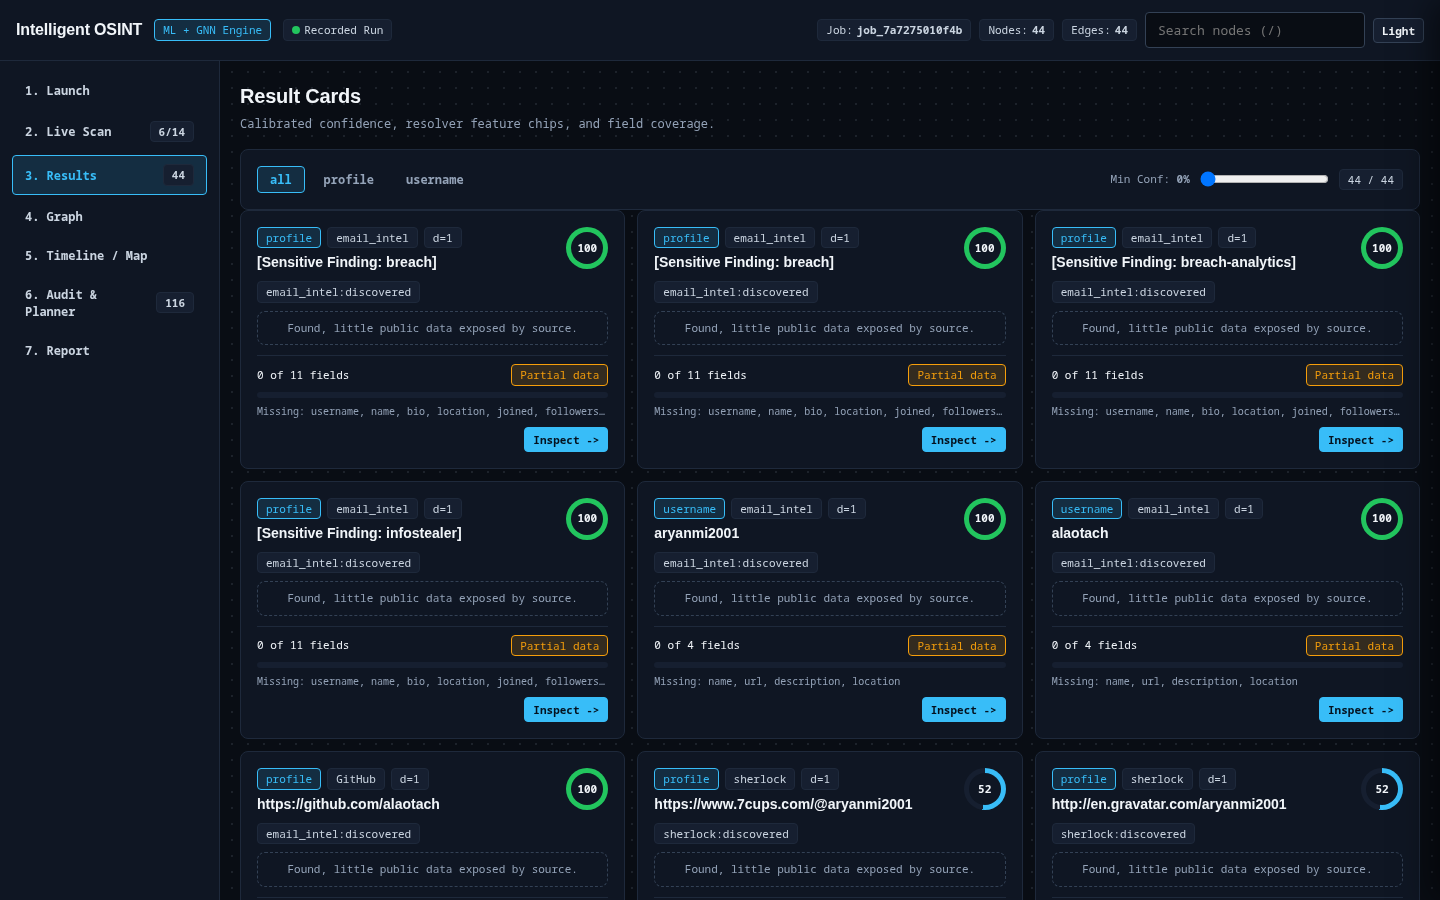 Intelligent OSINT
ML + GNN Engine
Recorded Run
Job: job_7a7275010f4b
Nodes: 44
Edges: 44
Search nodes (/)
Light
1. Launch
2. Live Scan
6/14
3. Results
44
4. Graph
5. Timeline / Map
6. Audit &
Planner
116
7. Report
Result Cards
Calibrated confidence, resolver feature chips, and field coverage.
all
profile
username
Min Conf: 0%
44 / 44
profile
email_intel
d=1
100
[Sensitive Finding: breach]
email_intel:discovered
Found, little public data exposed by source.
0 of 11 fields
Partial data
Missing: username, name, bio, location, joined, followers…
Inspect ->
profile
email_intel
d=1
100
[Sensitive Finding: breach]
email_intel:discovered
Found, little public data exposed by source.
0 of 11 fields
Partial data
Missing: username, name, bio, location, joined, followers…
Inspect ->
profile
email_intel
d=1
100
[Sensitive Finding: breach-analytics]
email_intel:discovered
Found, little public data exposed by source.
0 of 11 fields
Partial data
Missing: username, name, bio, location, joined, followers…
Inspect ->
profile
email_intel
d=1
100
[Sensitive Finding: infostealer]
email_intel:discovered
Found, little public data exposed by source.
0 of 11 fields
Partial data
Missing: username, name, bio, location, joined, followers…
Inspect ->
username
email_intel
d=1
100
aryanmi2001
email_intel:discovered
Found, little public data exposed by source.
0 of 4 fields
Partial data
Missing: name, url, description, location
Inspect ->
username
email_intel
d=1
100
alaotach
email_intel:discovered
Found, little public data exposed by source.
0 of 4 fields
Partial data
Missing: name, url, description, location
Inspect ->
profile
GitHub
d=1
100
https://github.com/alaotach
email_intel:discovered
Found, little public data exposed by source.
profile
sherlock
d=1
52
https://www.7cups.com/@aryanmi2001
sherlock:discovered
Found, little public data exposed by source.
profile
sherlock
d=1
52
http://en.gravatar.com/aryanmi2001
sherlock:discovered
Found, little public data exposed by source.